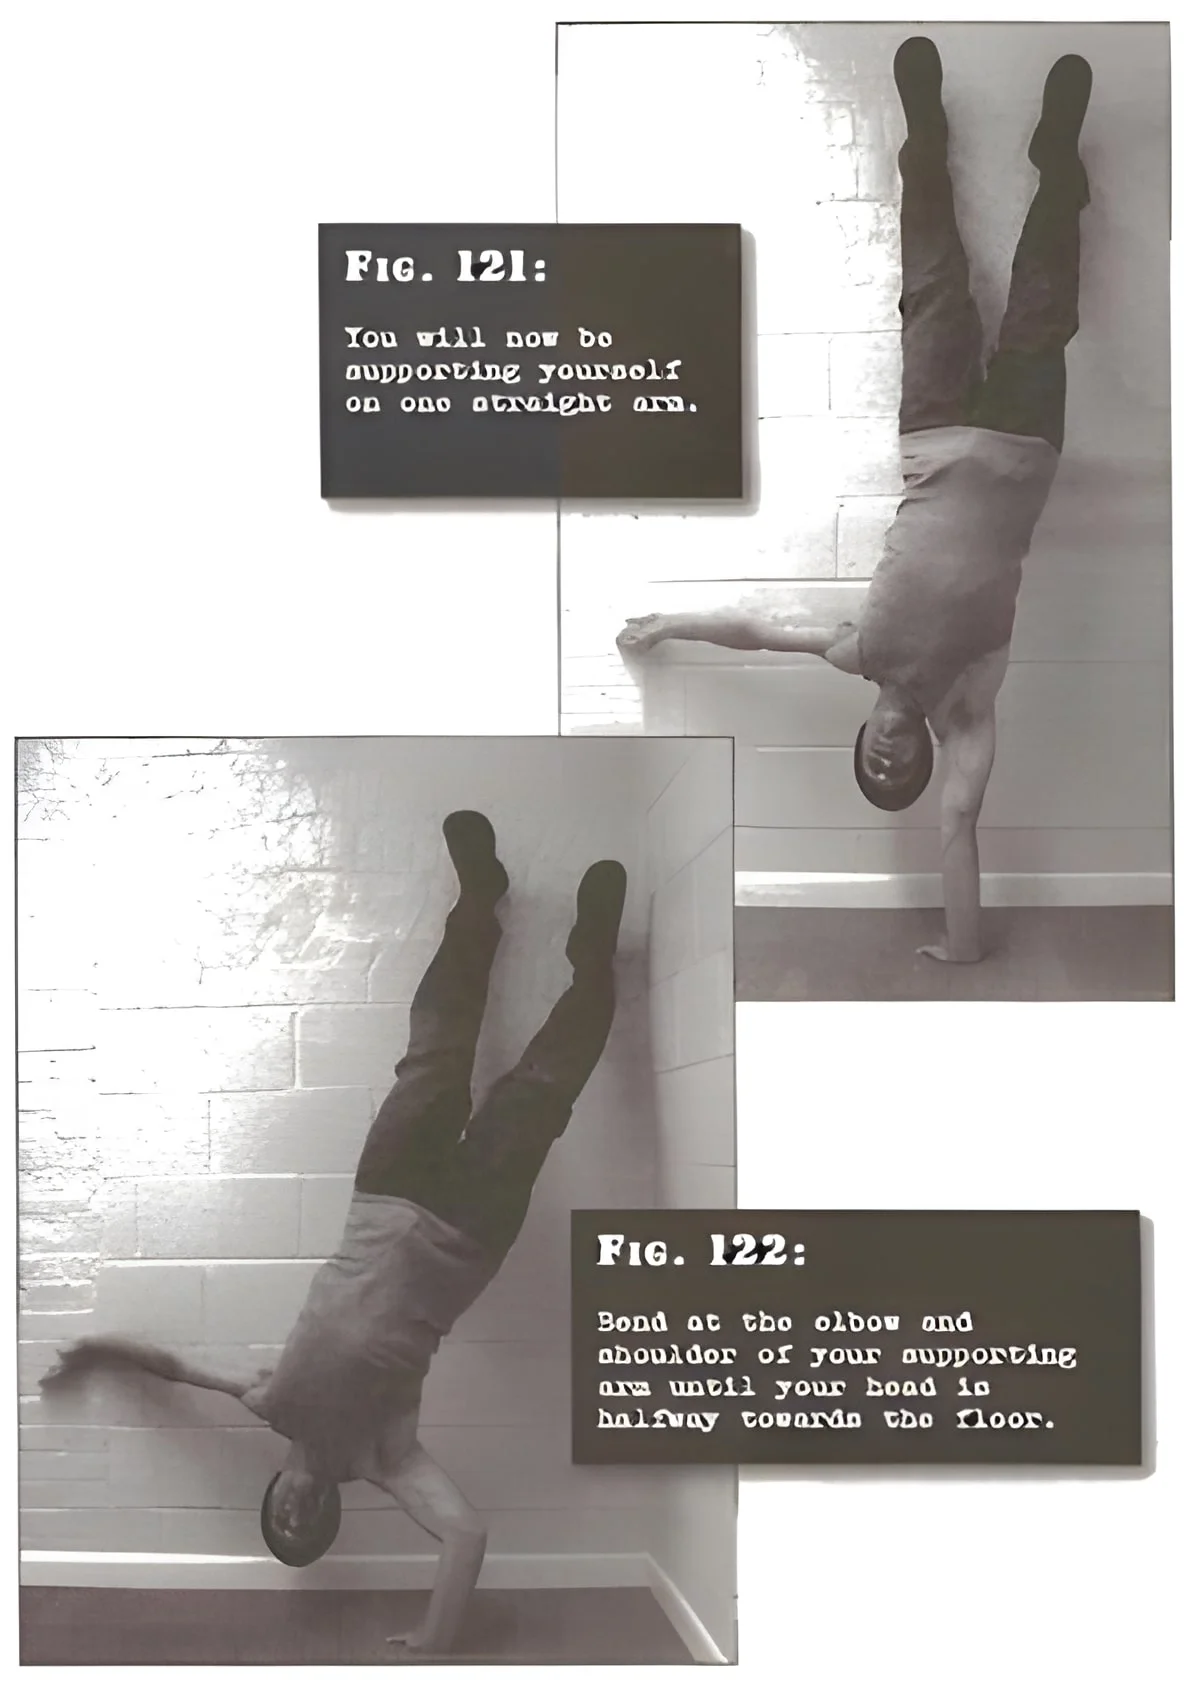 Fig. 121:
You will now be
supporting yourself
on one straight arm.
Fig. 122:
Bend at the elbow and
shoulder of your supporting
arm until your head is
halfway towards the floor.